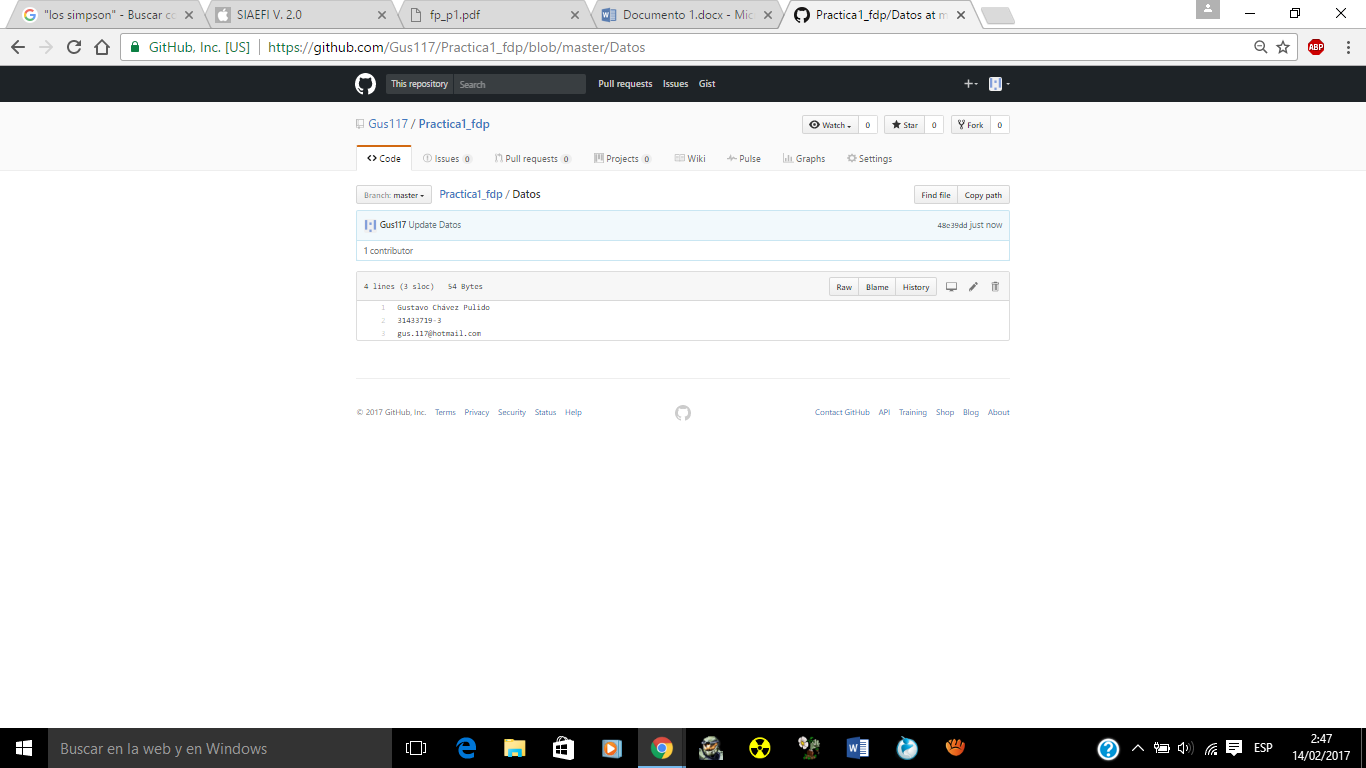 "los simpson" - Buscar co
SIAEFI V. 2.0
fp_p1.pdf
Documento 1.docx - Mic
Practica1_fdp/Datos at m
GitHub, Inc. [US] https://github.com/Gus117/Practica1_fdp/blob/master/Datos
ABP
This repository Search Pull requests Issues Gist
Gus117 / Practica1_fdp
Watch 0 Star 0 Fork 0
Code Issues 0 Pull requests 0 Projects 0 Wiki Pulse Graphs Settings
Branch: master Practica1_fdp / Datos Find file Copy path
Gus117 Update Datos 48e39dd just now
1 contributor
4 lines (3 sloc) 54 Bytes Raw Blame History
1 Gustavo Chávez Pulido
2 31433719-3
3 gus.117@hotmail.com
© 2017 GitHub, Inc. Terms Privacy Security Status Help Contact GitHub API Training Shop Blog About
Buscar en la web y en Windows
ESP
2:47
14/02/2017